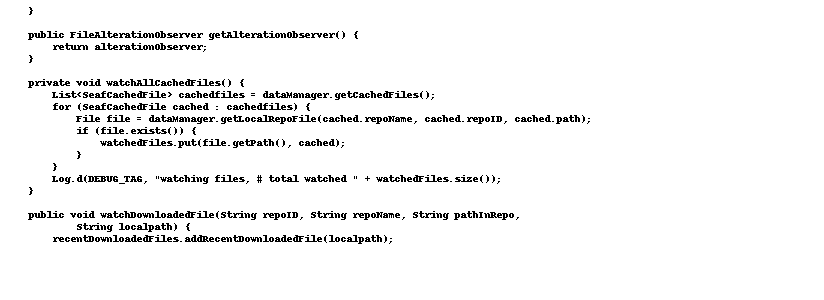 }

public FileAlterationObserver getAlterationObserver() {
    return alterationObserver;
}

private void watchAllCachedFiles() {
    List<SeafCachedFile> cachedfiles = dataManager.getCachedFiles();
    for (SeafCachedFile cached : cachedfiles) {
        File file = dataManager.getLocalRepoFile(cached.repoName, cached.repoID, cached.path);
        if (file.exists()) {
            watchedFiles.put(file.getPath(), cached);
        }
    }
    Log.d(DEBUG_TAG, "watching files, # total watched " + watchedFiles.size());
}

public void watchDownloadedFile(String repoID, String repoName, String pathInRepo,
        String localpath) {
    recentDownloadedFiles.addRecentDownloadedFile(localpath);